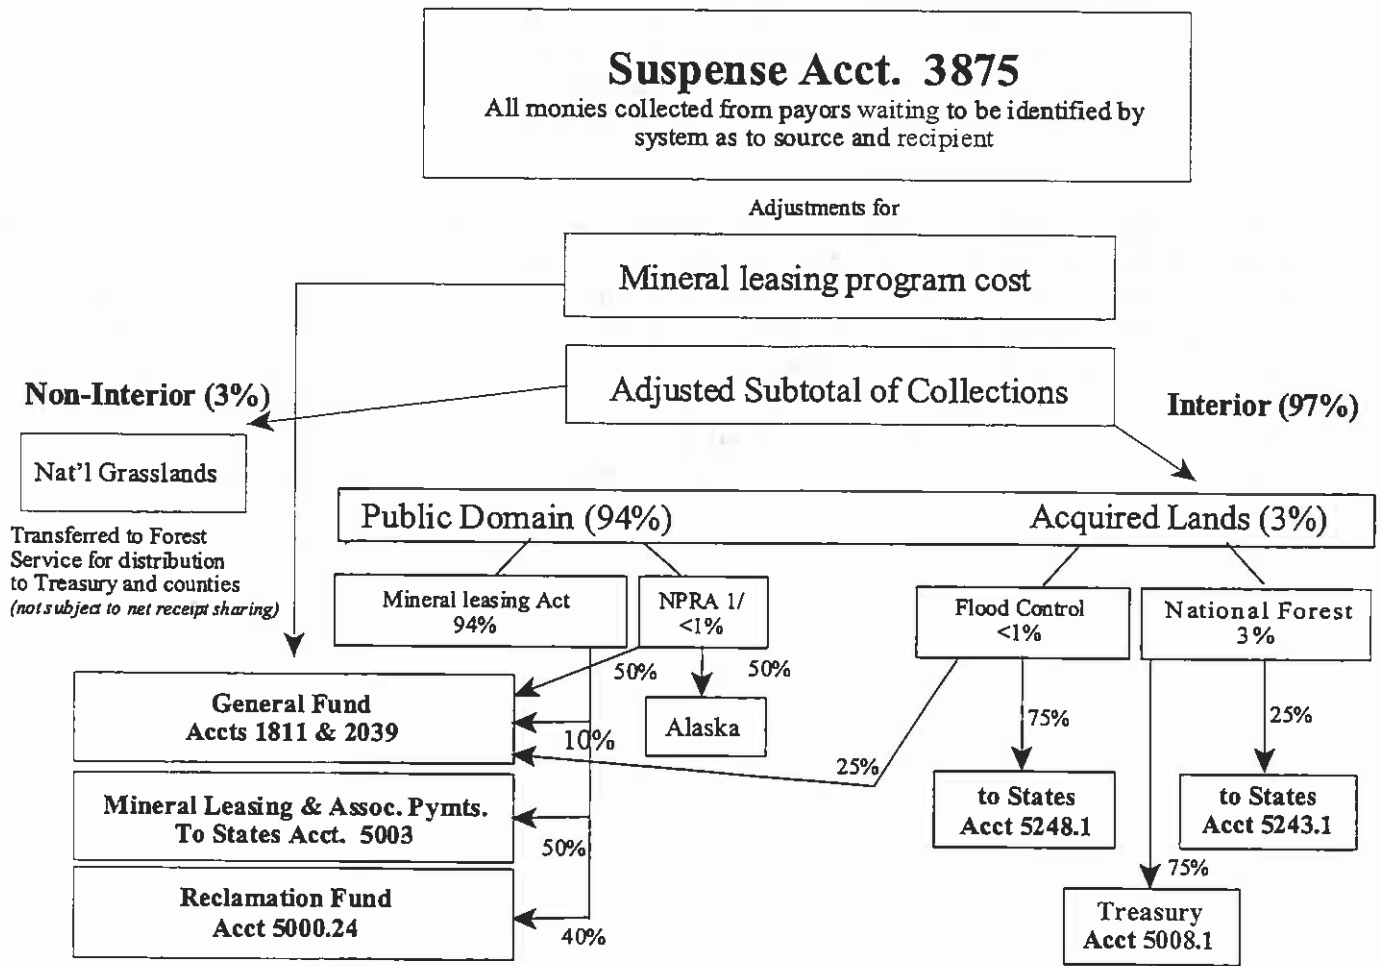 Suspense Acct. 3875
All monies collected from payors waiting to be identified by
system as to source and recipient
Adjustments for
Mineral leasing program cost
Adjusted Subtotal of Collections
Non-Interior (3%)
Interior (97%)
Nat'l Grasslands
Transferred to Forest
Service for distribution
to Treasury and counties
(not subject to net receipt sharing)
Public Domain (94%)
Acquired Lands (3%)
Mineral leasing Act
94%
NPRA 1/
<1%
Flood Control
<1%
National Forest
3%
50%
50%
General Fund
Accts 1811 & 2039
10%
Alaska
25%
75%
25%
Mineral Leasing & Assoc. Pymts.
To States Acct. 5003
50%
to States
Acct 5248.1
to States
Acct 5243.1
Reclamation Fund
Acct 5000.24
40%
75%
Treasury
Acct 5008.1